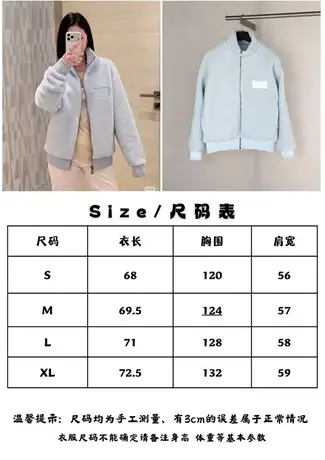 Size/尺码表
尺码 衣长 胸围 肩宽
S 68 120 56
M 69.5 124 57
L 71 128 58
XL 72.5 132 59
温馨提示：尺码均为手工测量、有3cm的误差属于正常情况
衣服尺码不能确定请备注身高 体重等基本参数